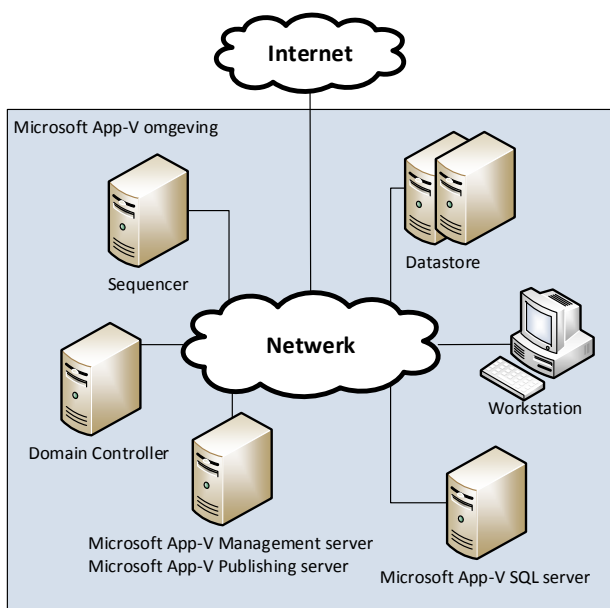 Internet
Microsoft App-V omgeving
Sequencer
Datastore
Netwerk
Workstation
Domain Controller
Microsoft App-V Management server
Microsoft App-V Publishing server
Microsoft App-V SQL server